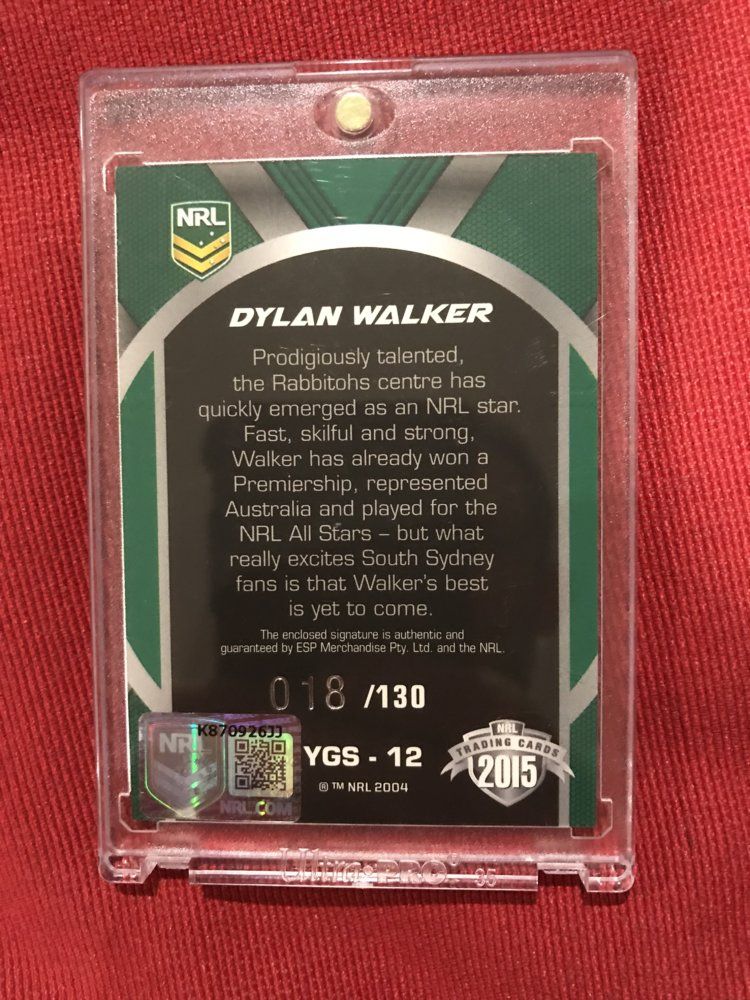 NRL
DYLAN WALKER
Prodigiously talented,
the Rabbitohs centre has
quickly emerged as an NRL star.
Fast, skilful and strong,
Walker has already won a
Premiership, represented
Australia and played for the
NRL All Stars – but what
really excites South Sydney
fans is that Walker's best
is yet to come.
The enclosed signature is authentic and
guaranteed by ESP Merchandise Pty. Ltd. and the NRL.
018 /130
K870926JJ
NRL
NRL.COM
YGS - 12
® ™ NRL 2004
NRL
TRADING CARDS
2015
Ultra·PRO 35